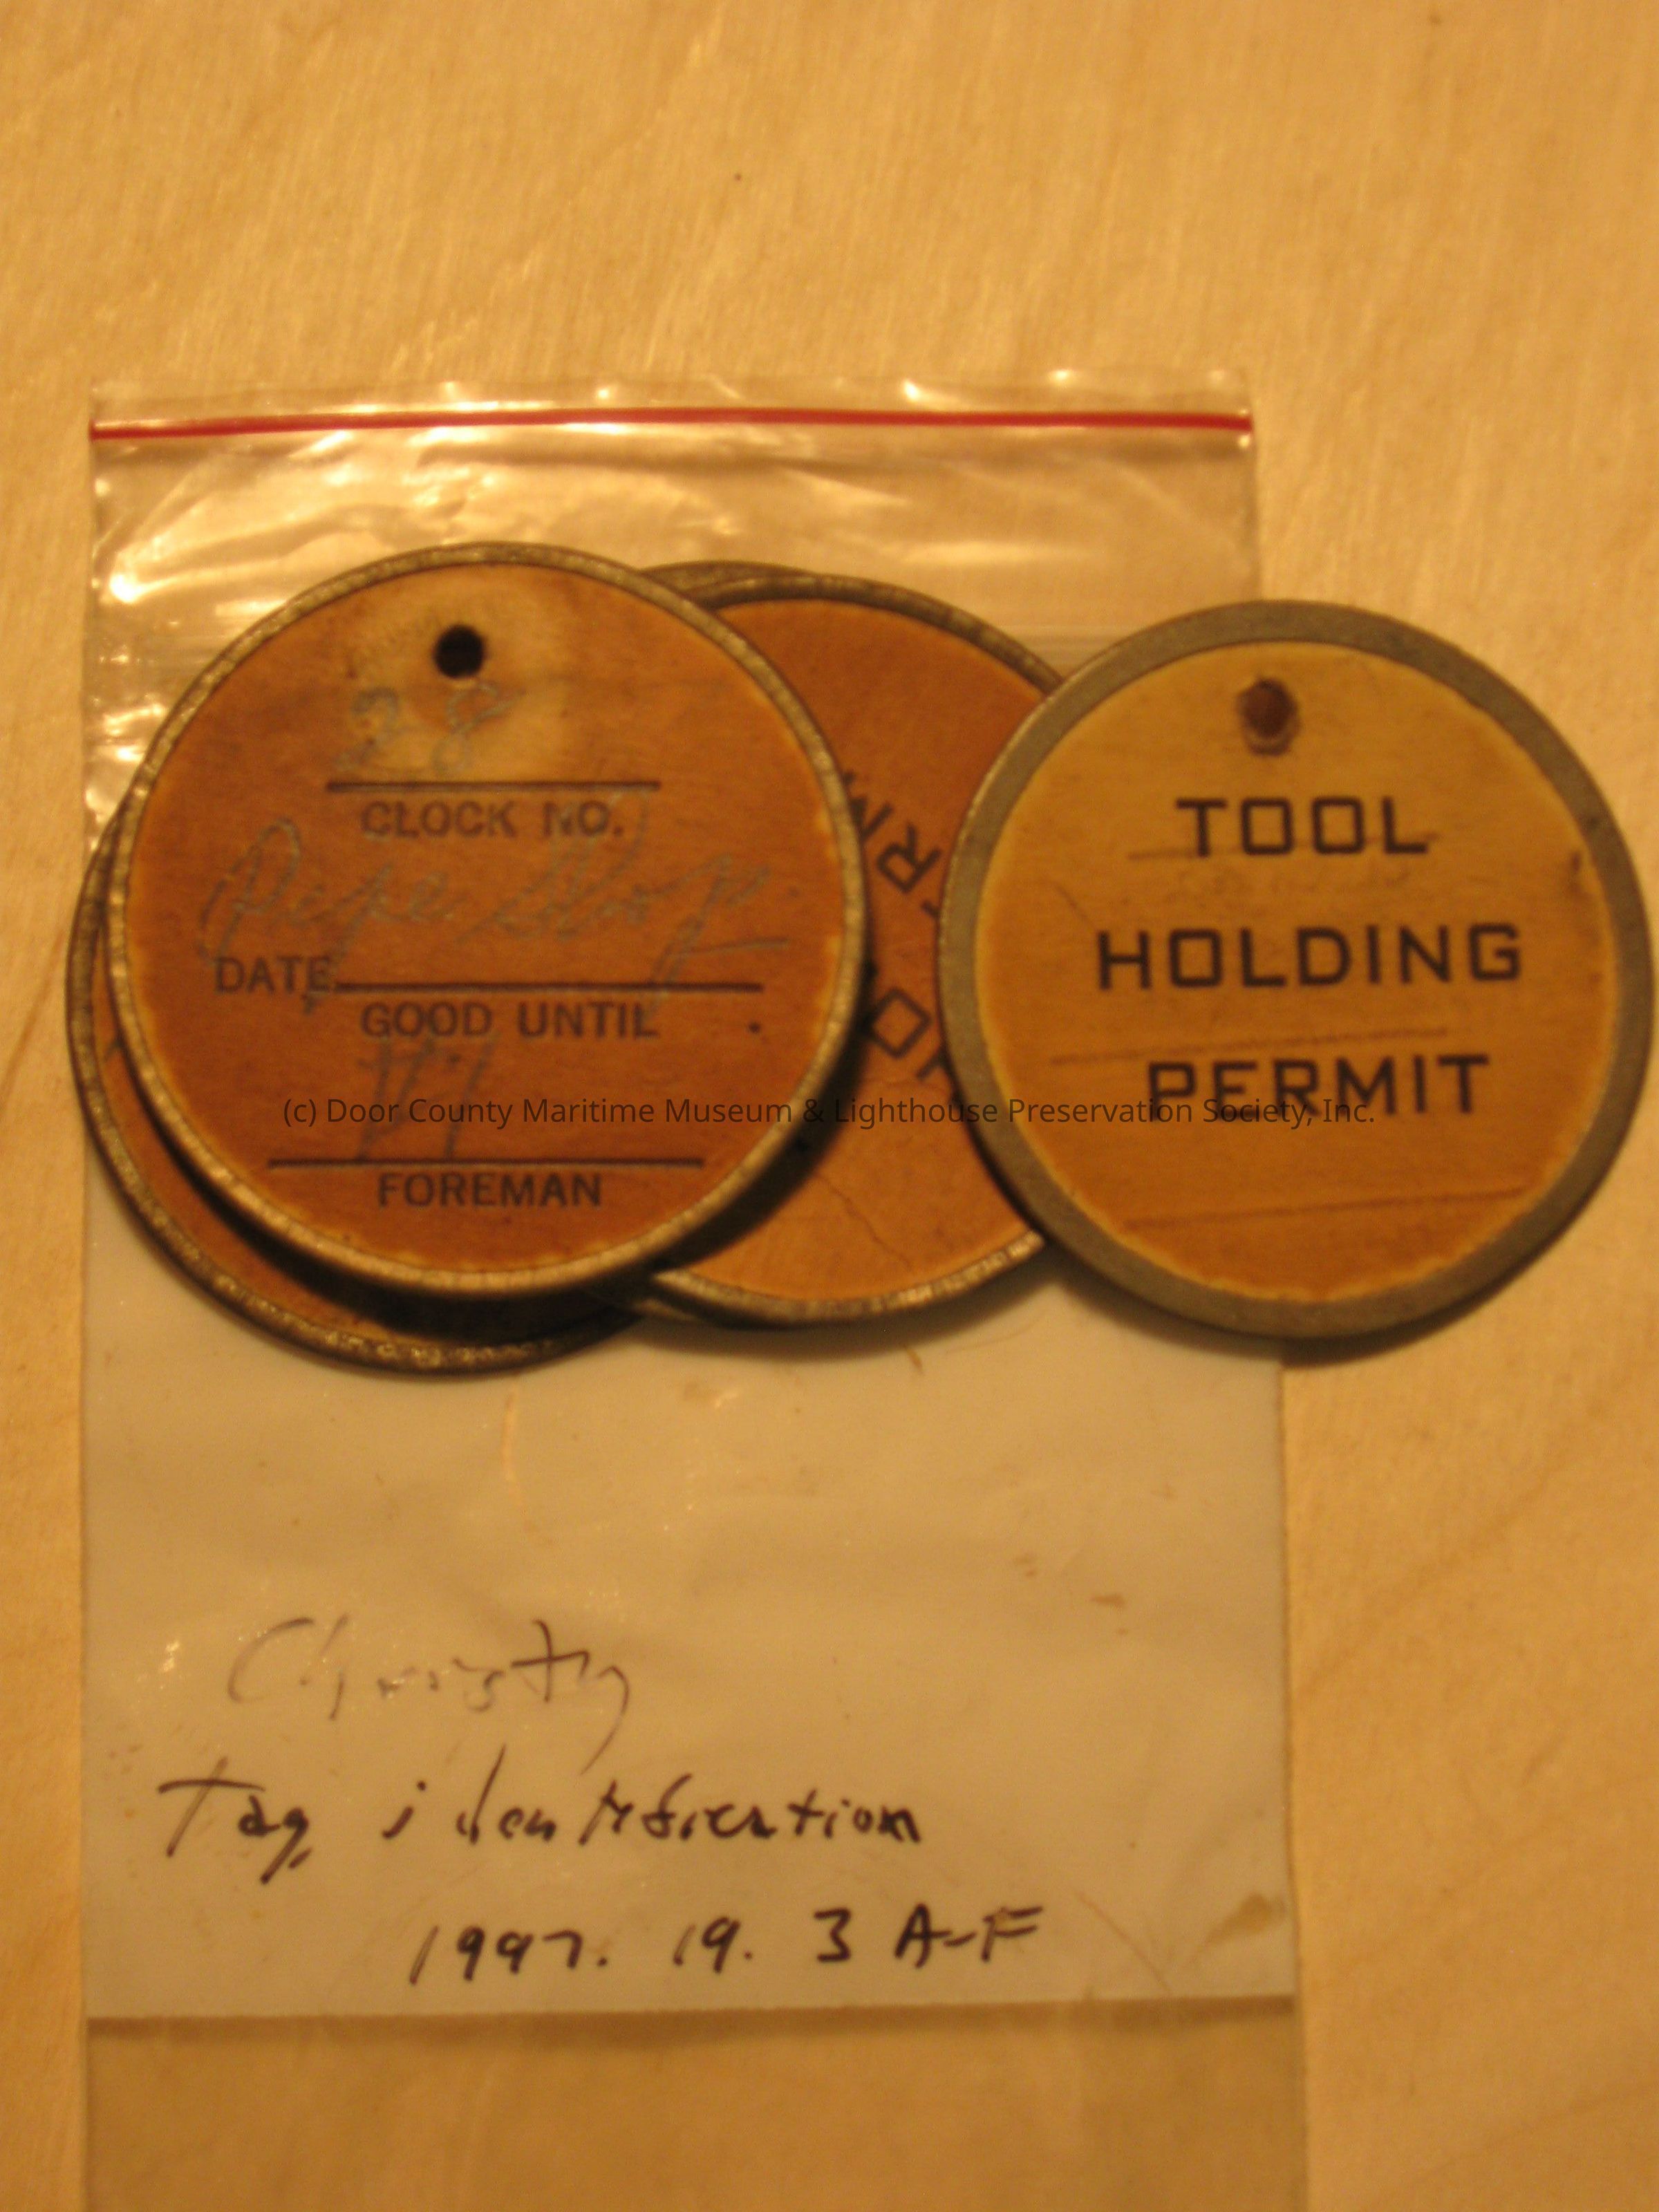 28
CLOCK NO.
Pipe Shop.
DATE
GOOD UNTIL
FOREMAN
TOOL
HOLDING
PERMIT
(c) Door County Maritime Museum & Lighthouse Preservation Society, Inc.
Christy
Tag identification
1997. 19. 3 A-F